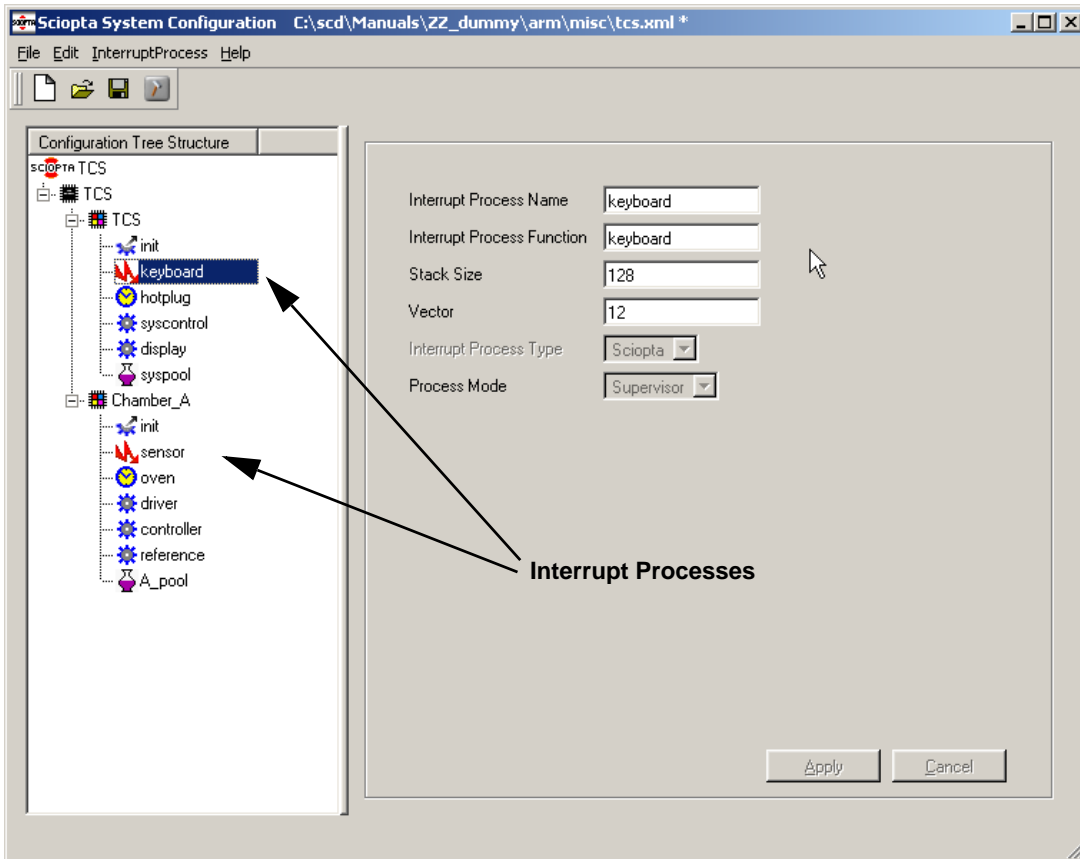 Sciopta System Configuration C:\scd\Manuals\ZZ_dummy\arm\misc\tcs.xml *
File Edit InterruptProcess Help
Configuration Tree Structure
SCIOPTA TCS
TCS
TCS
init
keyboard
hotplug
syscontrol
display
syspool
Chamber_A
init
sensor
oven
driver
controller
reference
A_pool
Interrupt Process Name keyboard
Interrupt Process Function keyboard
Stack Size 128
Vector 12
Interrupt Process Type Sciopta
Process Mode Supervisor
Interrupt Processes
Apply Cancel